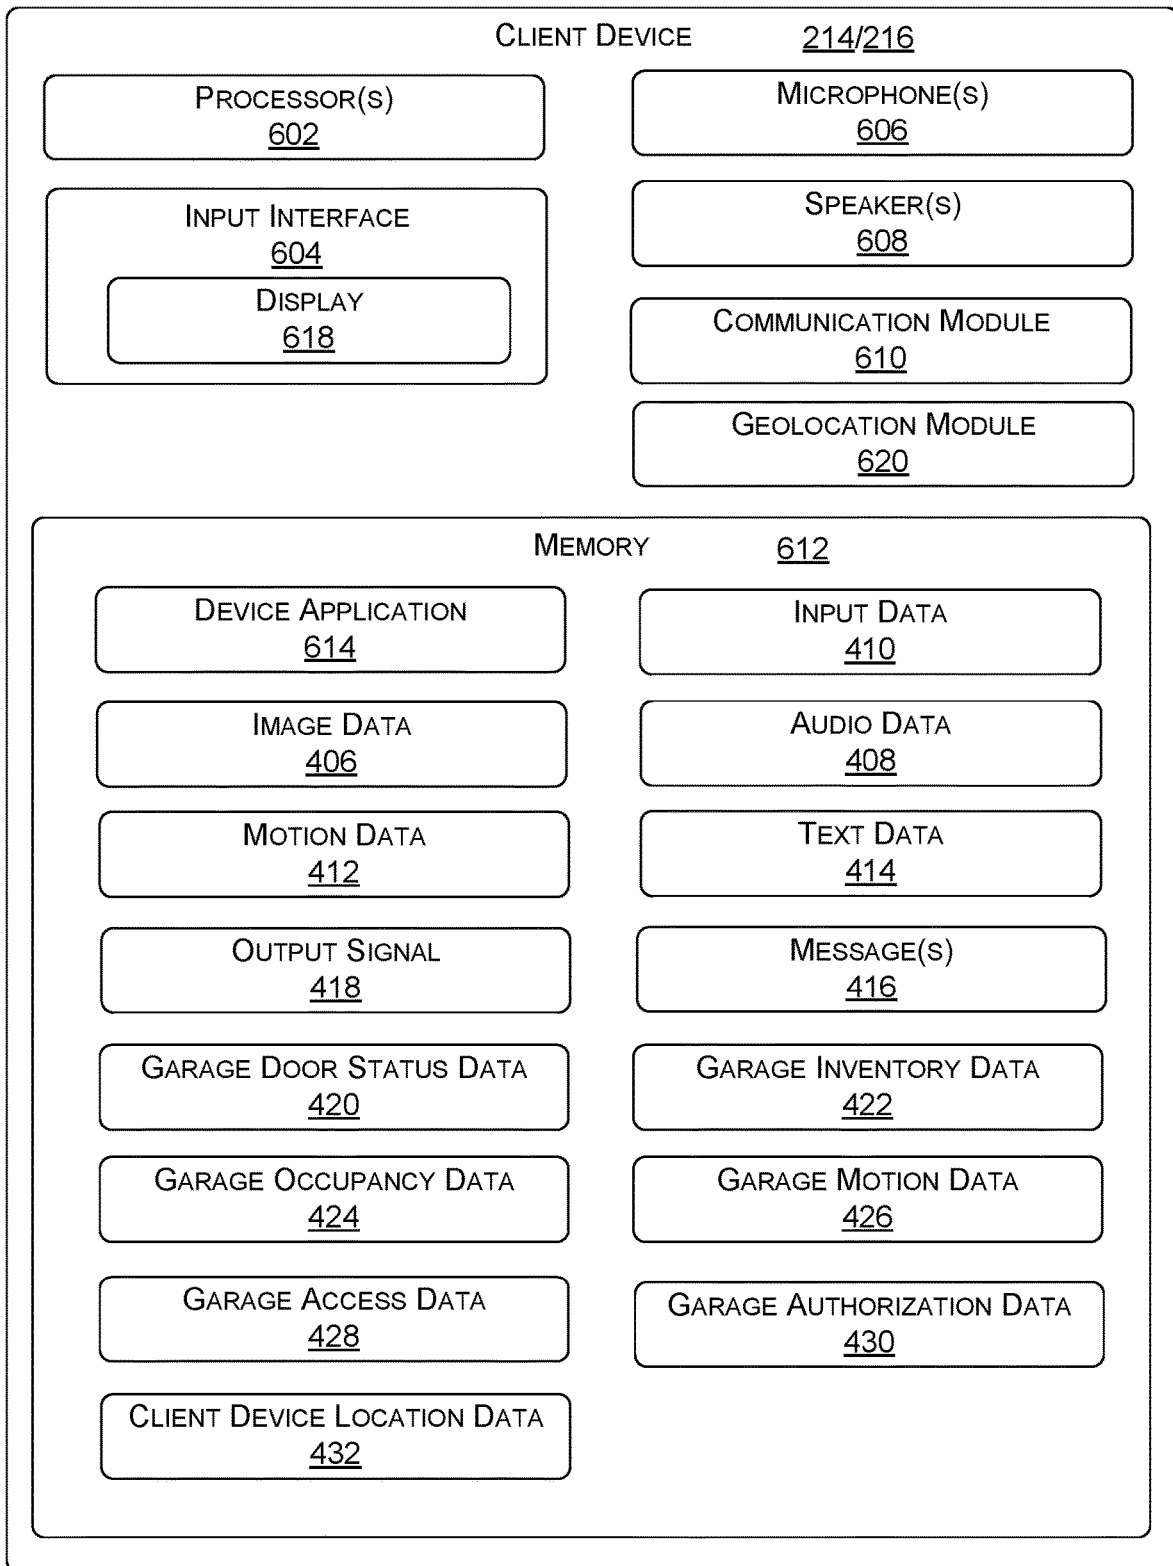 CLIENT DEVICE 214/216
PROCESSOR(S)
602
MICROPHONE(S)
606
INPUT INTERFACE
604
DISPLAY
618
SPEAKER(S)
608
COMMUNICATION MODULE
610
GEOLOCATION MODULE
620
MEMORY 612
DEVICE APPLICATION
614
INPUT DATA
410
IMAGE DATA
406
AUDIO DATA
408
MOTION DATA
412
TEXT DATA
414
OUTPUT SIGNAL
418
MESSAGE(S)
416
GARAGE DOOR STATUS DATA
420
GARAGE INVENTORY DATA
422
GARAGE OCCUPANCY DATA
424
GARAGE MOTION DATA
426
GARAGE ACCESS DATA
428
GARAGE AUTHORIZATION DATA
430
CLIENT DEVICE LOCATION DATA
432